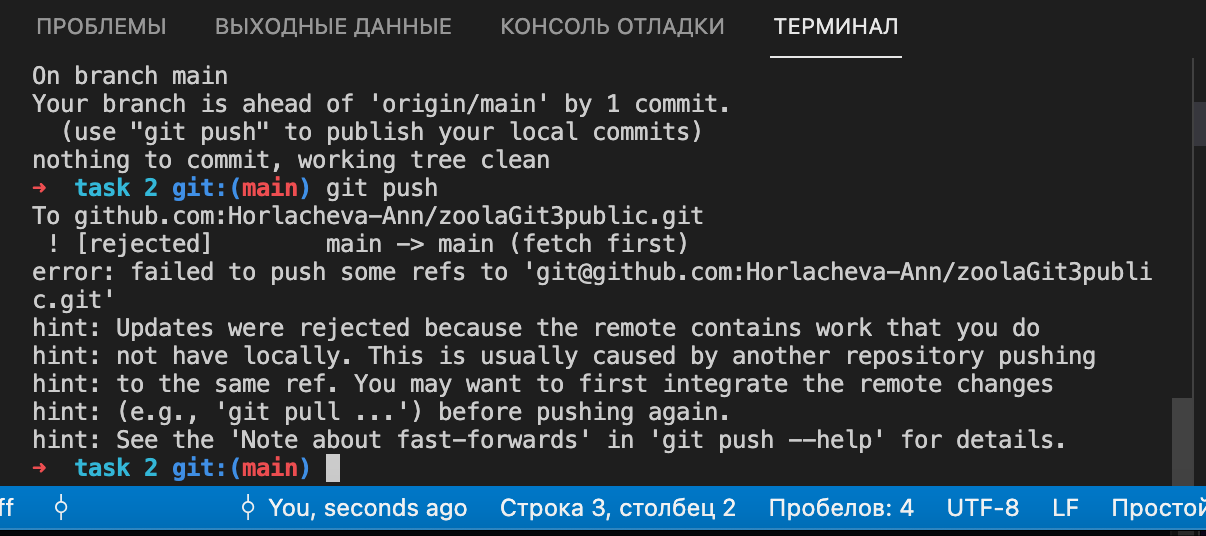 ПРОБЛЕМЫ ВЫХОДНЫЕ ДАННЫЕ КОНСОЛЬ ОТЛАДКИ ТЕРМИНАЛ
On branch main
Your branch is ahead of 'origin/main' by 1 commit.
  (use "git push" to publish your local commits)
nothing to commit, working tree clean
➜  task 2 git:(main) git push
To github.com:Horlacheva-Ann/zoolaGit3public.git
 ! [rejected]        main -> main (fetch first)
error: failed to push some refs to 'git@github.com:Horlacheva-Ann/zoolaGit3publi
c.git'
hint: Updates were rejected because the remote contains work that you do
hint: not have locally. This is usually caused by another repository pushing
hint: to the same ref. You may want to first integrate the remote changes
hint: (e.g., 'git pull ...') before pushing again.
hint: See the 'Note about fast-forwards' in 'git push --help' for details.
➜  task 2 git:(main)
ff You, seconds ago Строка 3, столбец 2 Пробелов: 4 UTF-8 LF Простой